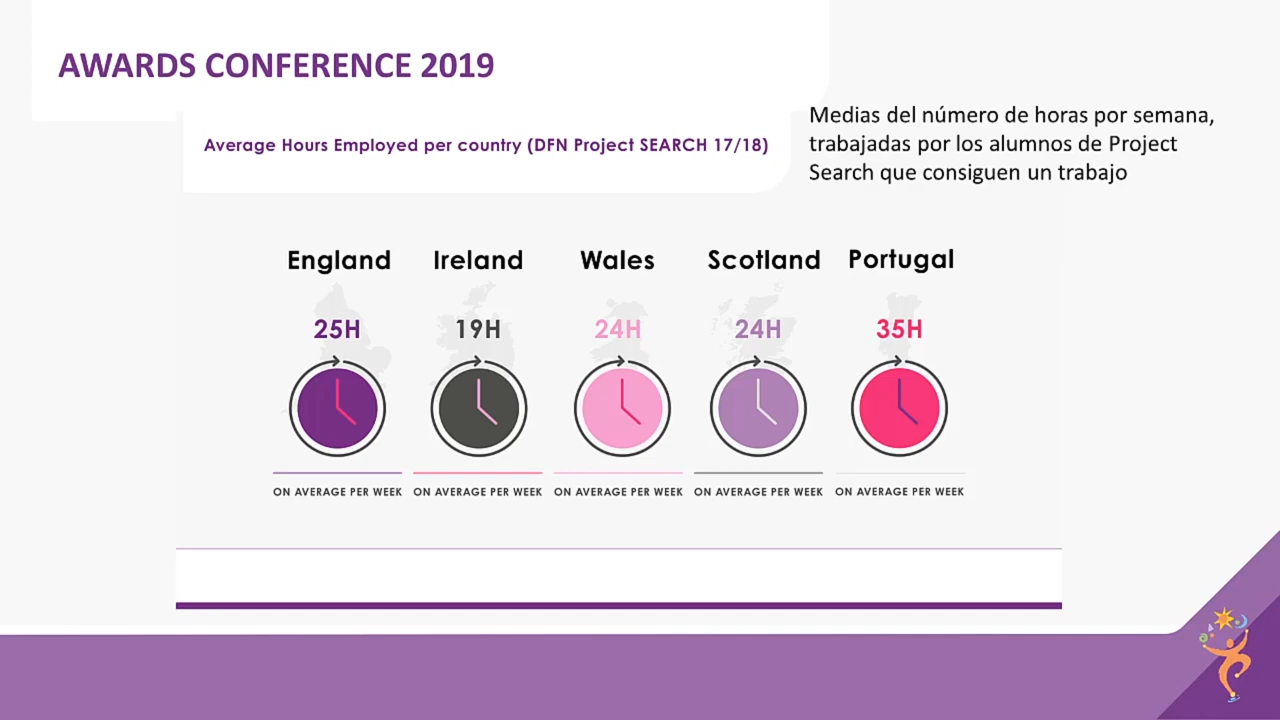 AWARDS CONFERENCE 2019
Average Hours Employed per country (DFN Project SEARCH 17/18)
Medias del número de horas por semana,
trabajadas por los alumnos de Project
Search que consiguen un trabajo
England Ireland Wales Scotland Portugal
25H 19H 24H 24H 35H
ON AVERAGE PER WEEK ON AVERAGE PER WEEK ON AVERAGE PER WEEK ON AVERAGE PER WEEK ON AVERAGE PER WEEK